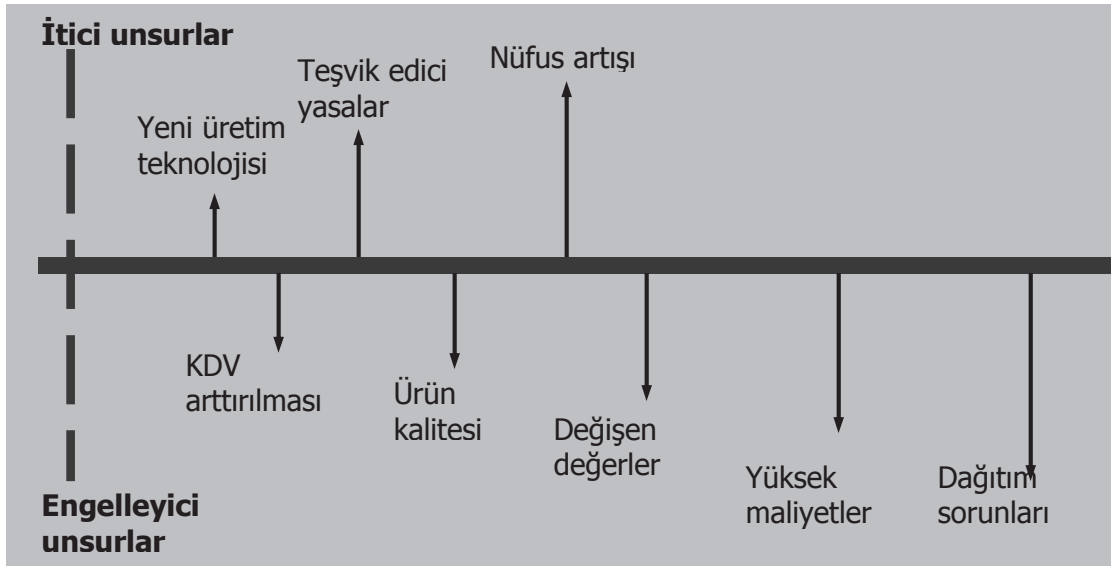 İtici unsurlar
Yeni üretim
teknolojisi
Teşvik edici
yasalar
Nüfus artışı
KDV
arttırılması
Ürün
kalitesi
Değişen
değerler
Yüksek
maliyetler
Dağıtım
sorunları
Engelleyici
unsurlar